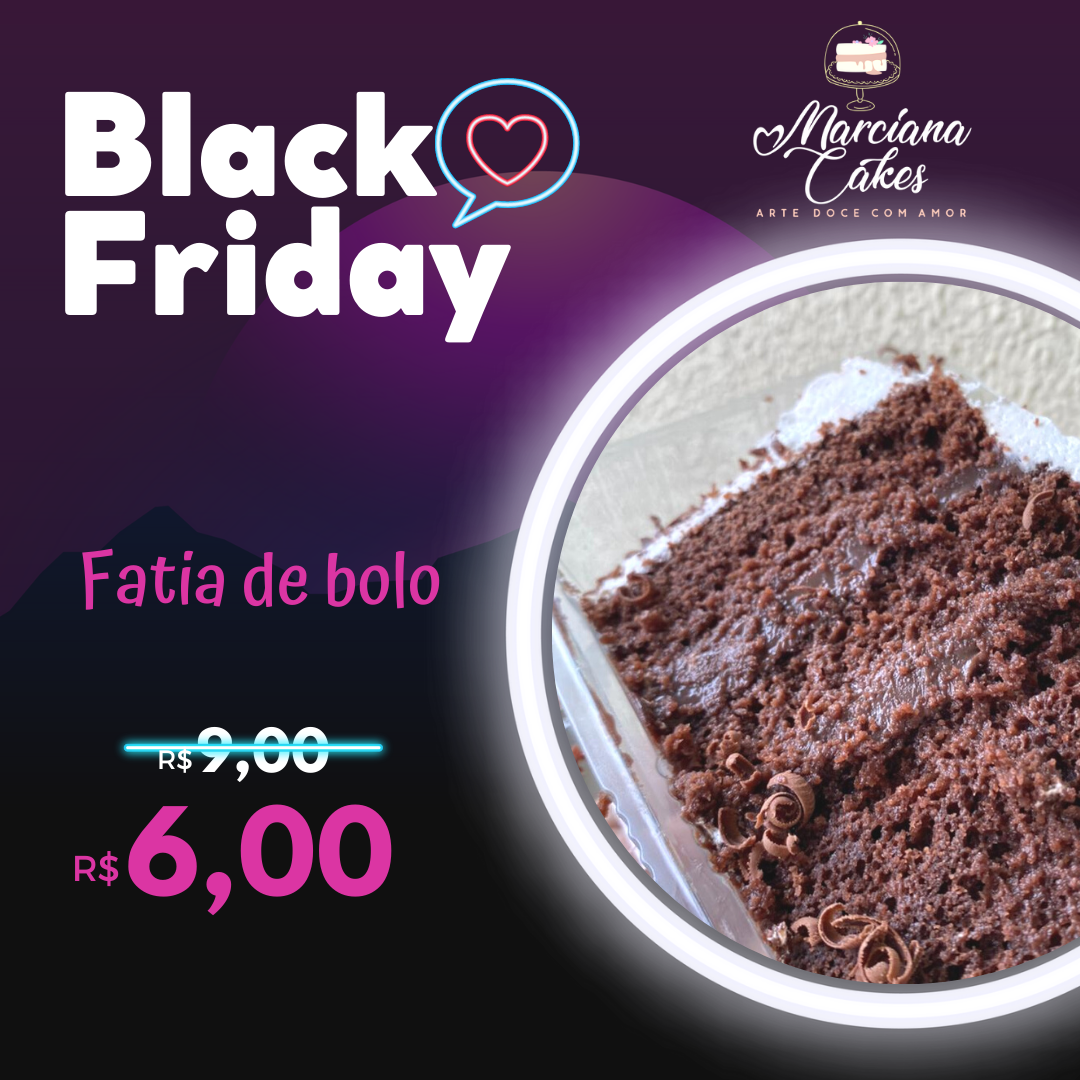 Black
Friday
Marciana
Cakes
ARTE DOCE COM AMOR
Fatia de bolo
R$ 9,00
R$ 6,00